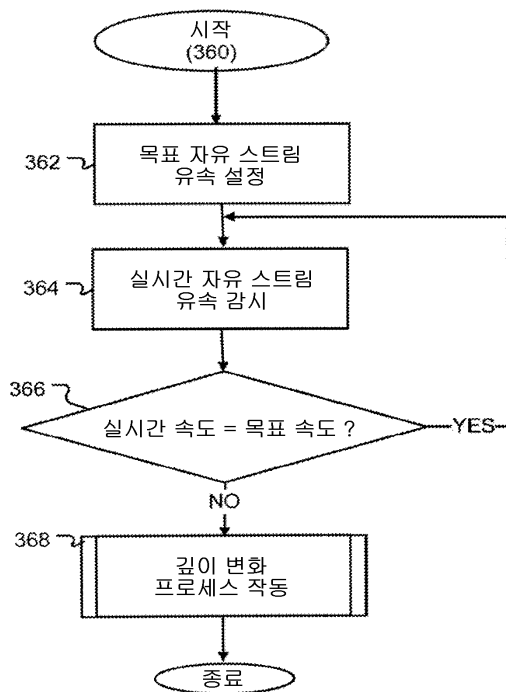 시작
(360)
362
목표 자유 스트림
유속 설정
364
실시간 자유 스트림
유속 감시
366
실시간 속도 = 목표 속도 ?
YES
NO
368
깊이 변화
프로세스 작동
종료